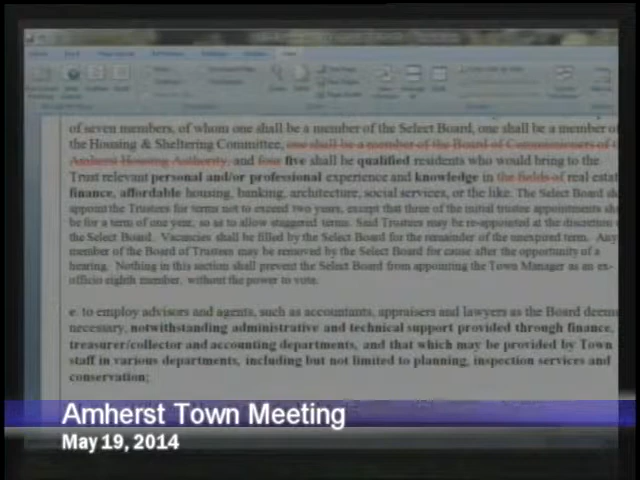 of seven members, of whom one shall be a member of the Select Board, one shall be a member of
the Housing & Sheltering Committee, one shall be a member of the Board of Commissioners of t
Amherst Housing Authority, and four five shall be qualified residents who would bring to the
Trust relevant personal and/or professional experience and knowledge in the fields of real estat
finance, affordable housing, banking, architecture, social services, or the like. The Select Board sh
appoint the Trustees for terms not to exceed two years, except that three of the initial trustee appointments sh
be for a term of one year, so as to allow staggered terms. Said Trustees may be re-appointed at the discretion o
the Select Board. Vacancies shall be filled by the Select Board for the remainder of the unexpired term. Any
member of the Board of Trustees may be removed by the Select Board for cause after the opportunity of a
hearing. Nothing in this section shall prevent the Select Board from appointing the Town Manager as an ex-
officio eighth member, without the power to vote.
e. to employ advisors and agents, such as accountants, appraisers and lawyers as the Board deems
necessary, notwithstanding administrative and technical support provided through finance,
treasurer/collector and accounting departments, and that which may be provided by Town
staff in various departments, including but not limited to planning, inspection services and
conservation;
Amherst Town Meeting
May 19, 2014